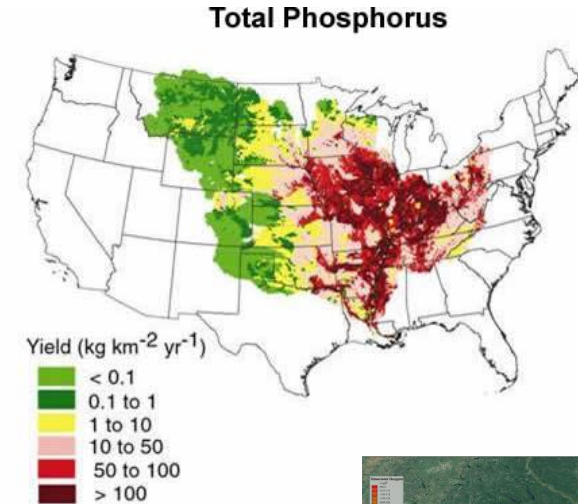 Total Phosphorus
Yield (kg km⁻² yr⁻¹)
< 0.1
0.1 to 1
1 to 10
10 to 50
50 to 100
> 100